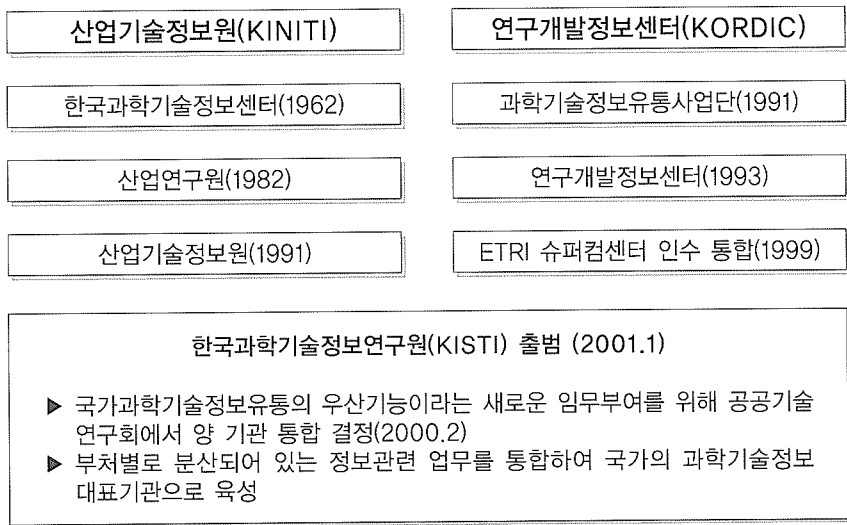 산업기술정보원(KINITI)
연구개발정보센터(KORDIC)
한국과학기술정보센터(1962)
과학기술정보유통사업단(1991)
산업연구원(1982)
연구개발정보센터(1993)
산업기술정보원(1991)
ETRI 슈퍼컴센터 인수 통합(1999)
한국과학기술정보연구원(KISTI) 출범 (2001.1)
▶ 국가과학기술정보유통의 우산기능이라는 새로운 임무부여를 위해 공공기술
연구회에서 양 기관 통합 결정(2000.2)
▶ 부처별로 분산되어 있는 정보관련 업무를 통합하여 국가의 과학기술정보
대표기관으로 육성